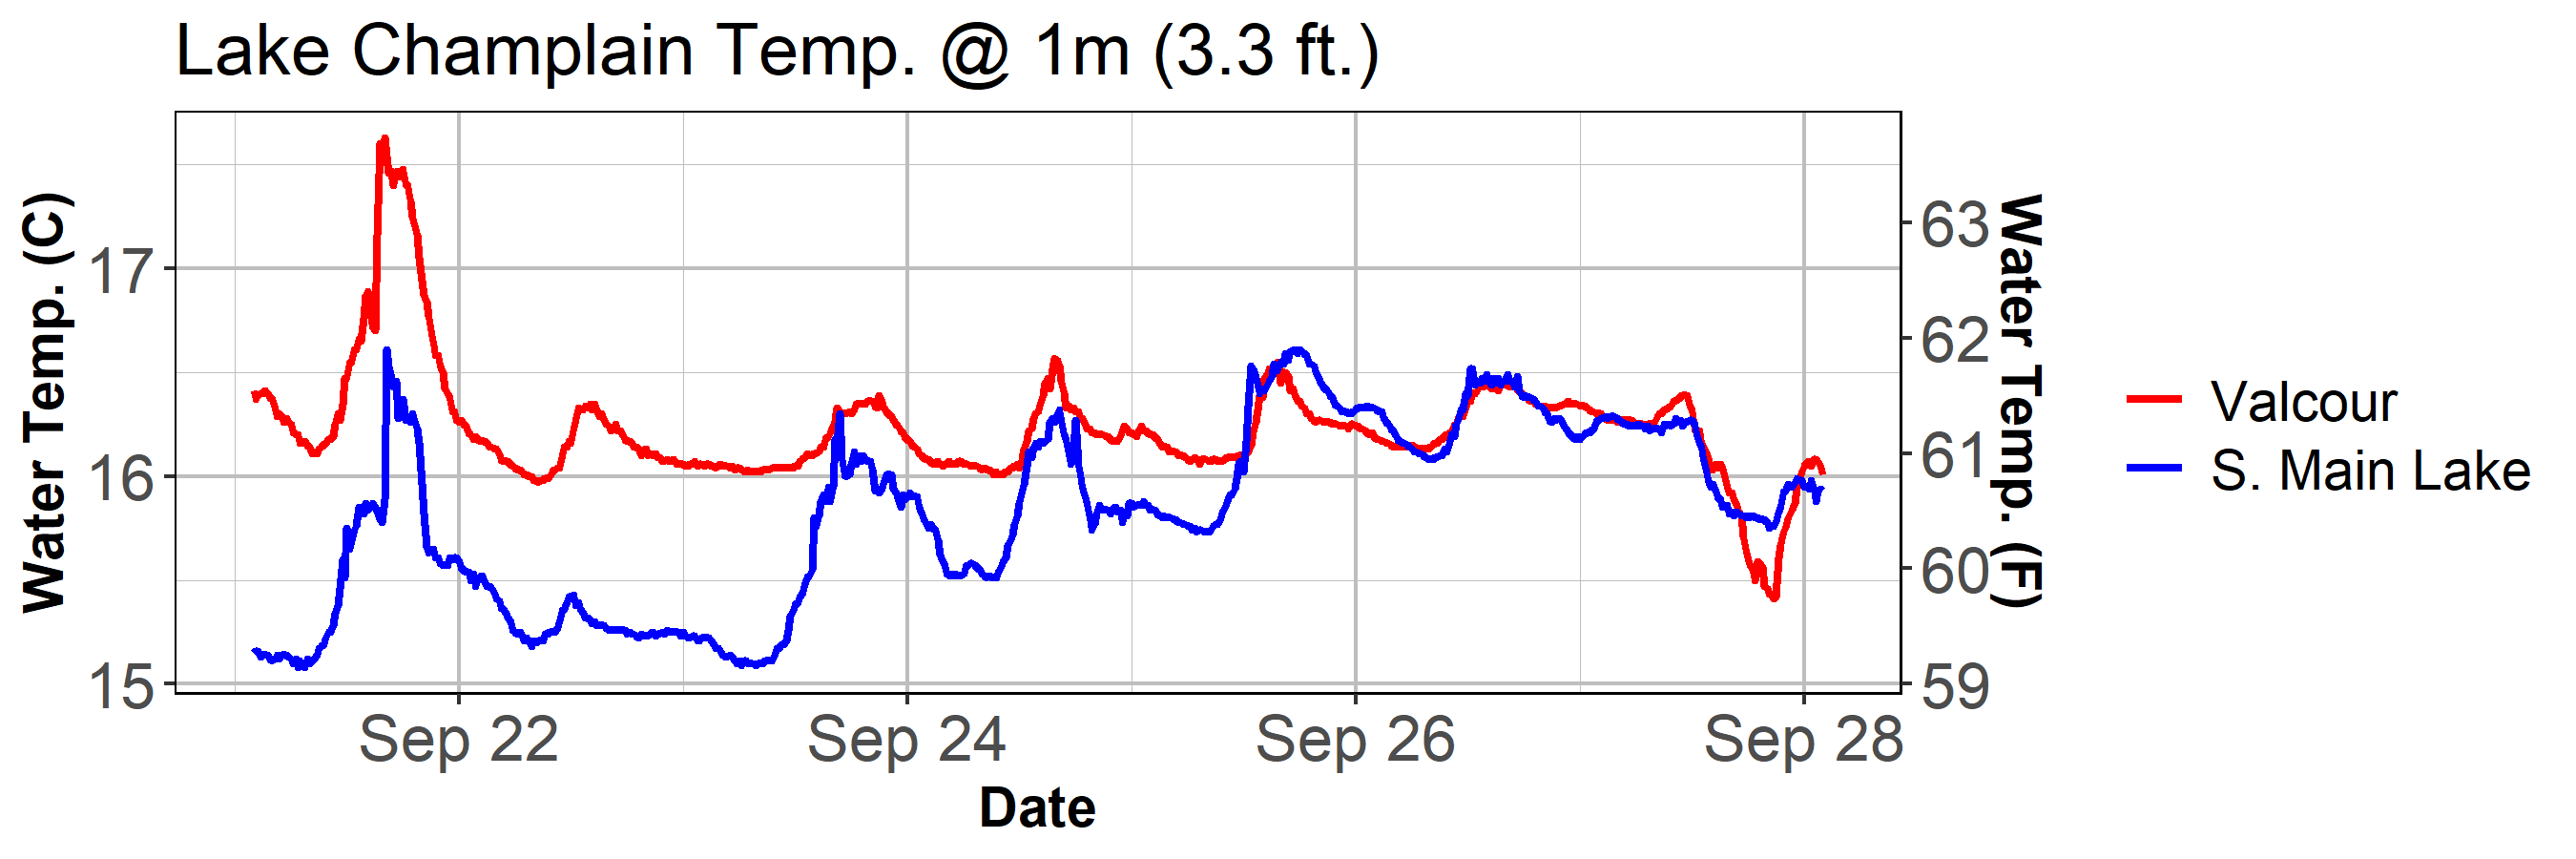 Lake Champlain Temp. @ 1m (3.3 ft.)
Water Temp. (C)
17
16
15
63
62
61
60
59
Water Temp. (F)
Sep 22
Sep 24
Sep 26
Sep 28
Date
Valcour
S. Main Lake